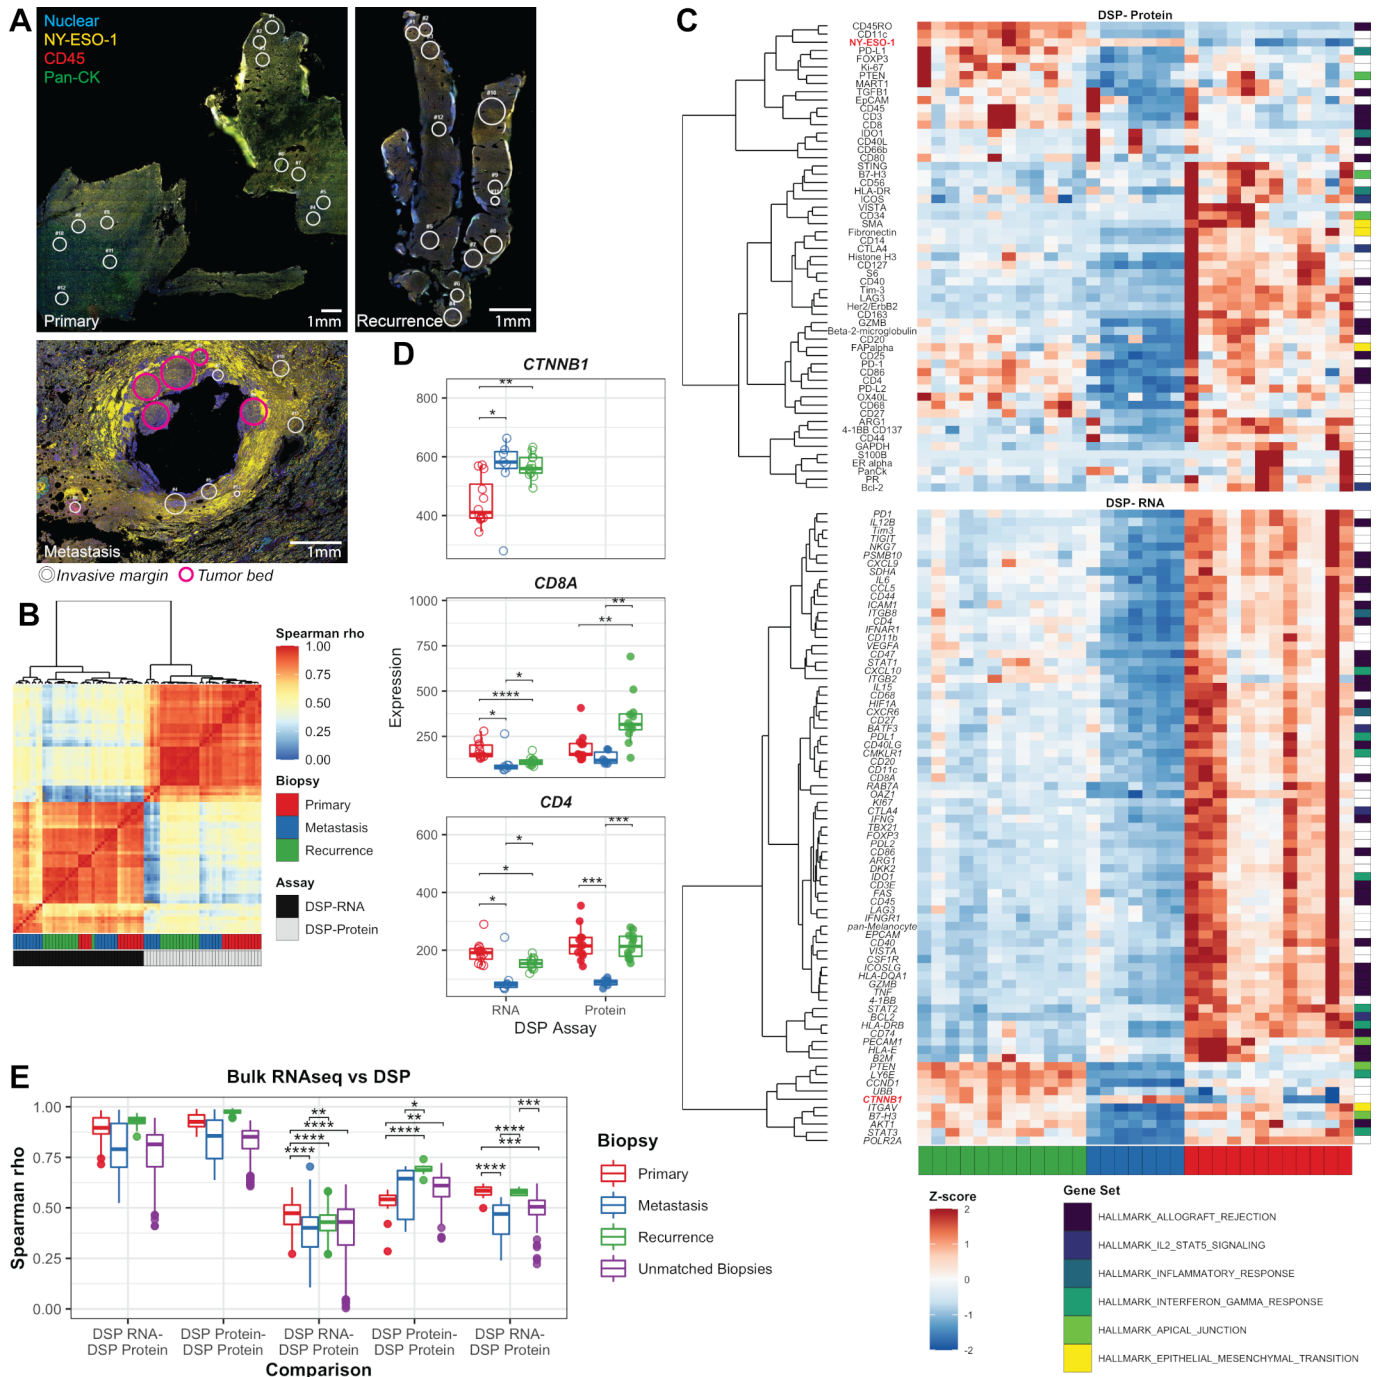 A
Nuclear
NY-ESO-1
CD45
Pan-CK
Primary
1mm
Recurrence
1mm
Metastasis
1mm
Invasive margin
Tumor bed
B
Spearman rho
1.00
0.75
0.50
0.25
0.00
Biopsy
Primary
Metastasis
Recurrence
Assay
DSP-RNA
DSP-Protein
C
DSP- Protein
CD45RO
CD11c
NY-ESO-1
PD-L1
FOXP3
Ki-67
PTEN
MART1
TGFB1
EpCAM
CD45
CD3
CD8
IDO1
CD40L
CD66b
CD80
STING
B7-H3
CD56
HLA-DR
ICOS
VISTA
CD34
SMA
Fibronectin
CD14
CTLA4
Histone H3
CD127
S6
CD40
Tim-3
LAG3
Her2/ErbB2
CD163
GZMB
Beta-2-microglobulin
CD20
FAPalpha
CD25
PD-1
CD86
CD4
PD-L2
OX40L
CD68
CD27
ARG1
4-1BB CD137
CD44
GAPDH
S100B
ER alpha
PanCk
PR
Bcl-2
DSP- RNA
PD1
IL12B
Tim3
TIGIT
NKG7
PSMB10
CXCL9
SDHA
IL6
CCL5
CD44
ICAM1
ITGB8
CD4
IFNAR1
CD11b
VEGFA
CD47
STAT1
CXCL10
ITGB2
IL15
CD68
HIF1A
CXCR6
CD27
BATF3
PDL1
CD40LG
CMKLR1
CD20
CD11c
CD8A
RAB7A
OAZ1
KI67
CTLA4
IFNG
TBX21
FOXP3
PDL2
CD86
ARG1
DKK2
IDO1
CD3E
FAS
CD45
LAG3
IFNGR1
pan-Melanocyte
EPCAM
CD40
VISTA
CSF1R
ICOSLG
HLA-DQA1
GZMB
TNF
4-1BB
STAT2
BCL2
HLA-DRB
CD74
PECAM1
HLA-E
B2M
PTEN
LY6E
CCND1
UBB
CTNNB1
ITGAV
B7-H3
AKT1
STAT3
POLR2A
Z-score
2
1
0
-1
-2
Gene Set
HALLMARK_ALLOGRAFT_REJECTION
HALLMARK_IL2_STAT5_SIGNALING
HALLMARK_INFLAMMATORY_RESPONSE
HALLMARK_INTERFERON_GAMMA_RESPONSE
HALLMARK_APICAL_JUNCTION
HALLMARK_EPITHELIAL_MESENCHYMAL_TRANSITION
D
CTNNB1
800
600
400
**
*
CD8A
1000
750
500
250
**
**
*
****
*
CD4
600
400
200
***
*
*
***
*
Expression
RNA
Protein
DSP Assay
E
Bulk RNAseq vs DSP
Spearman rho
1.00
0.75
0.50
0.25
0.00
**
****
****
****
*
**
****
***
****
***
****
DSP RNA-
DSP Protein
DSP Protein-
DSP Protein
DSP RNA-
DSP Protein
DSP Protein-
DSP Protein
DSP RNA-
DSP Protein
Comparison
Biopsy
Primary
Metastasis
Recurrence
Unmatched Biopsies